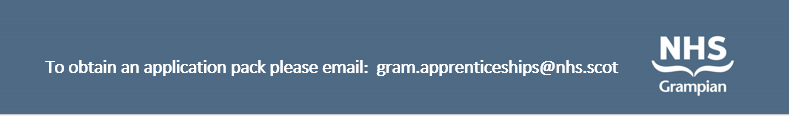 To obtain an application pack please email: gram.apprenticeships@nhs.scot
NHS
Grampian